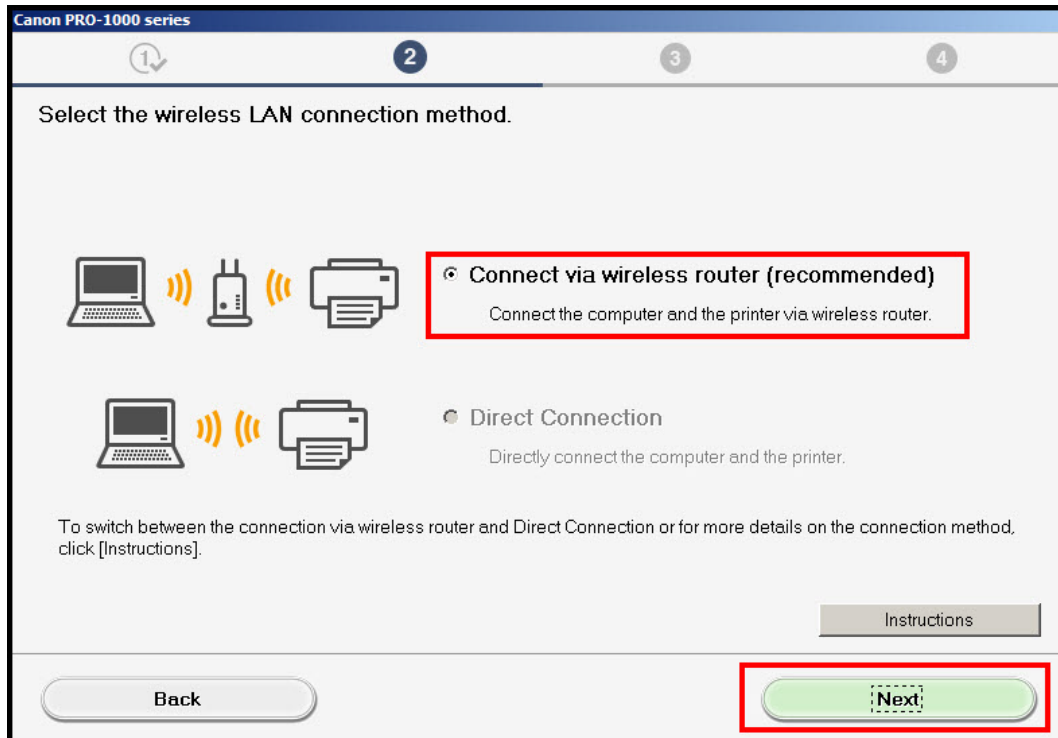 Canon PRO-1000 series
1 2 3 4
Select the wireless LAN connection method.
Connect via wireless router (recommended)
Connect the computer and the printer via wireless router.
Direct Connection
Directly connect the computer and the printer.
To switch between the connection via wireless router and Direct Connection or for more details on the connection method,
click [Instructions].
Instructions
Back
Next